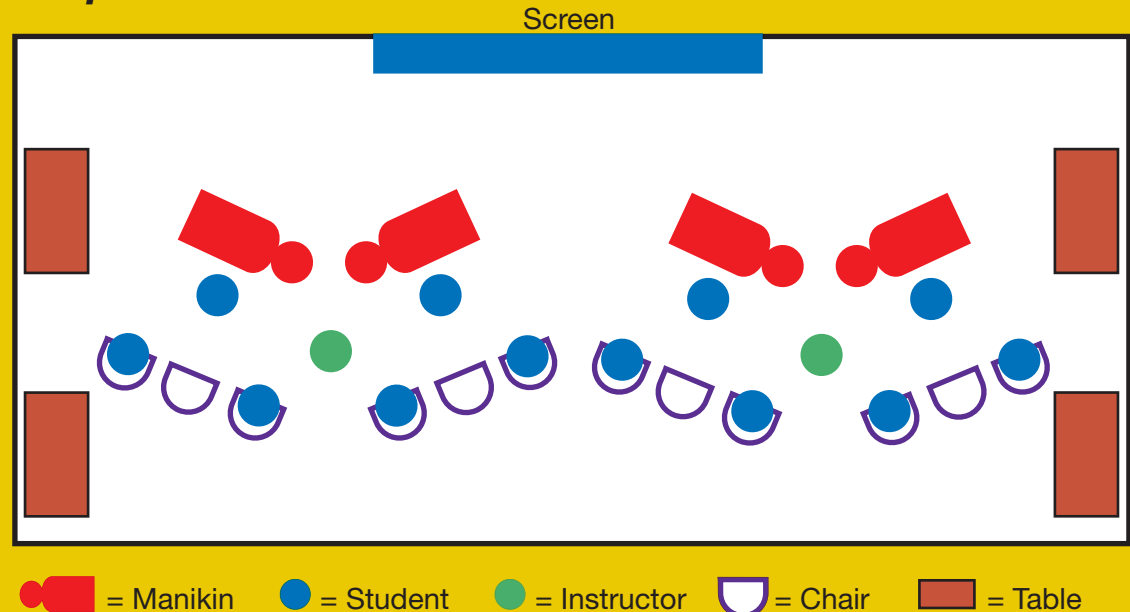 Screen
= Manikin = Student = Instructor = Chair = Table